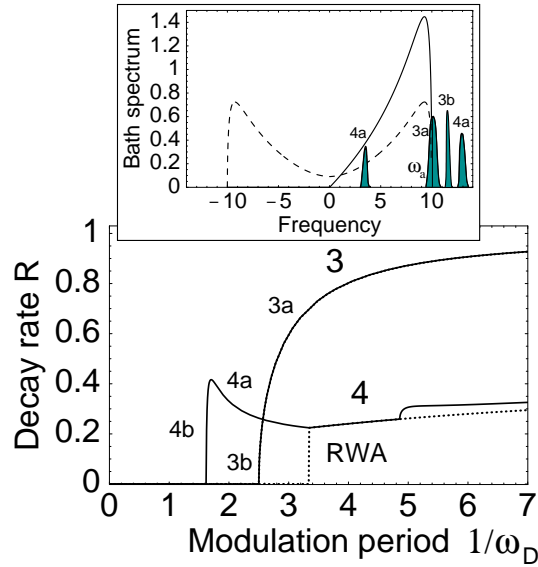 Bath spectrum
1.4
1.2
1
0.8
0.6
0.4
0.2
0
4a
3a
3b
4a
ωa
−10 −5 0 5 10
Frequency
Decay rate R
1
0.8
0.6
0.4
0.2
0
3
3a
4a
4
4b
3b
RWA
0 1 2 3 4 5 6 7
Modulation period 1/ωD